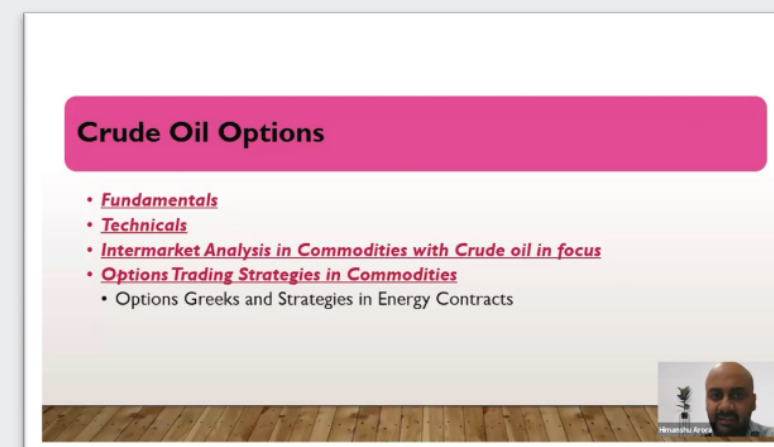 Crude Oil Options
• Fundamentals
• Technicals
• Intermarket Analysis in Commodities with Crude oil in focus
• Options Trading Strategies in Commodities
• Options Greeks and Strategies in Energy Contracts
Himanshu Arora